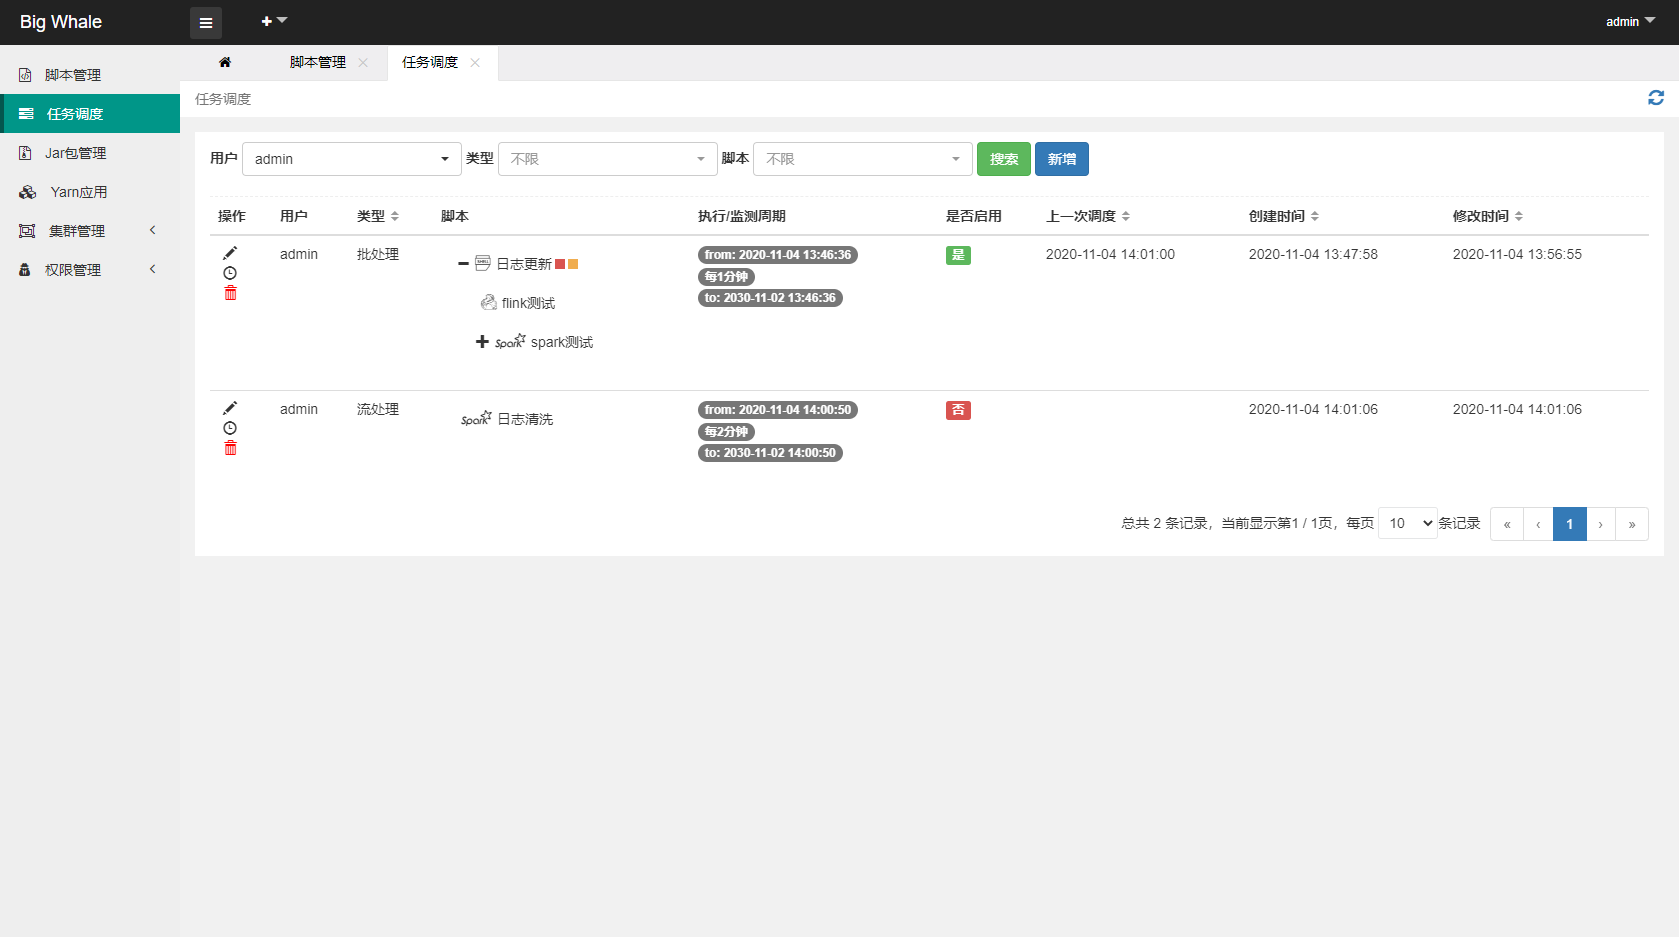 Big Whale
admin
脚本管理
任务调度
Jar包管理
Yarn应用
集群管理
权限管理
脚本管理
任务调度
任务调度
用户 admin 类型 不限 脚本 不限 搜索 新增
操作 用户 类型 脚本 执行/监测周期 是否启用 上一次调度 创建时间 修改时间
admin 批处理 日志更新 from: 2020-11-04 13:46:36 是 2020-11-04 14:01:00 2020-11-04 13:47:58 2020-11-04 13:56:55
每1分钟
to: 2030-11-02 13:46:36
flink测试
Spark spark测试
admin 流处理 Spark 日志清洗 from: 2020-11-04 14:00:50 否 2020-11-04 14:01:06 2020-11-04 14:01:06
每2分钟
to: 2030-11-02 14:00:50
总共 2 条记录，当前显示第1 / 1页，每页 10 条记录 « ‹ 1 › »